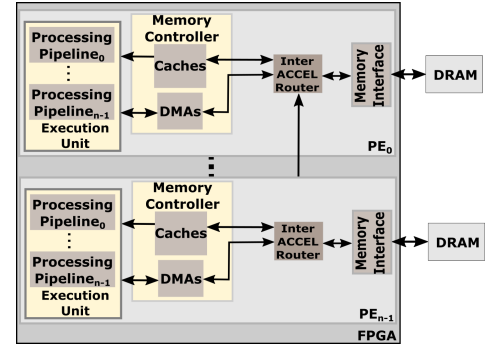 Memory
Controller
Processing
Pipeline0
Processing
Pipelinen-1
Execution
Unit
Caches
DMAs
Inter
ACCEL
Router
Memory
Interface
DRAM
PE0
Memory
Controller
Processing
Pipeline0
Processing
Pipelinen-1
Execution
Unit
Caches
DMAs
Inter
ACCEL
Router
Memory
Interface
DRAM
PEn-1
FPGA